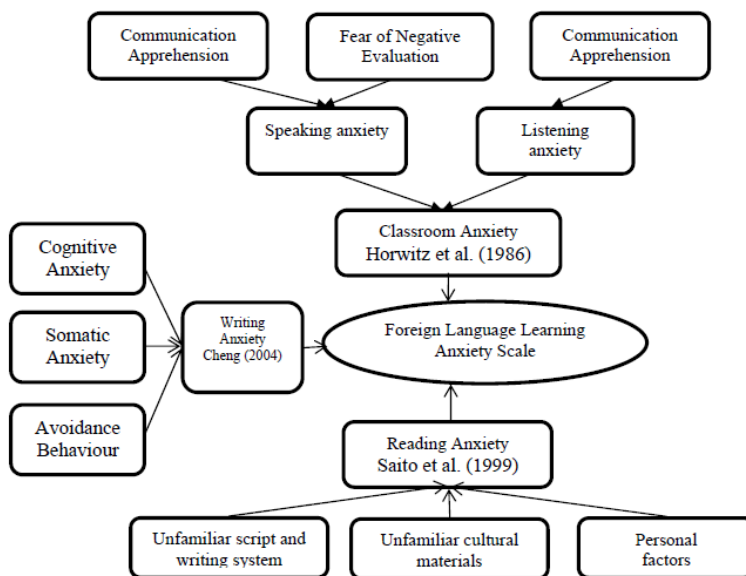 Communication
Apprehension
Fear of Negative
Evaluation
Communication
Apprehension
Speaking anxiety
Listening
anxiety
Classroom Anxiety
Horwitz et al. (1986)
Cognitive
Anxiety
Somatic
Anxiety
Avoidance
Behaviour
Writing
Anxiety
Cheng (2004)
Foreign Language Learning
Anxiety Scale
Reading Anxiety
Saito et al. (1999)
Unfamiliar script and
writing system
Unfamiliar cultural
materials
Personal
factors